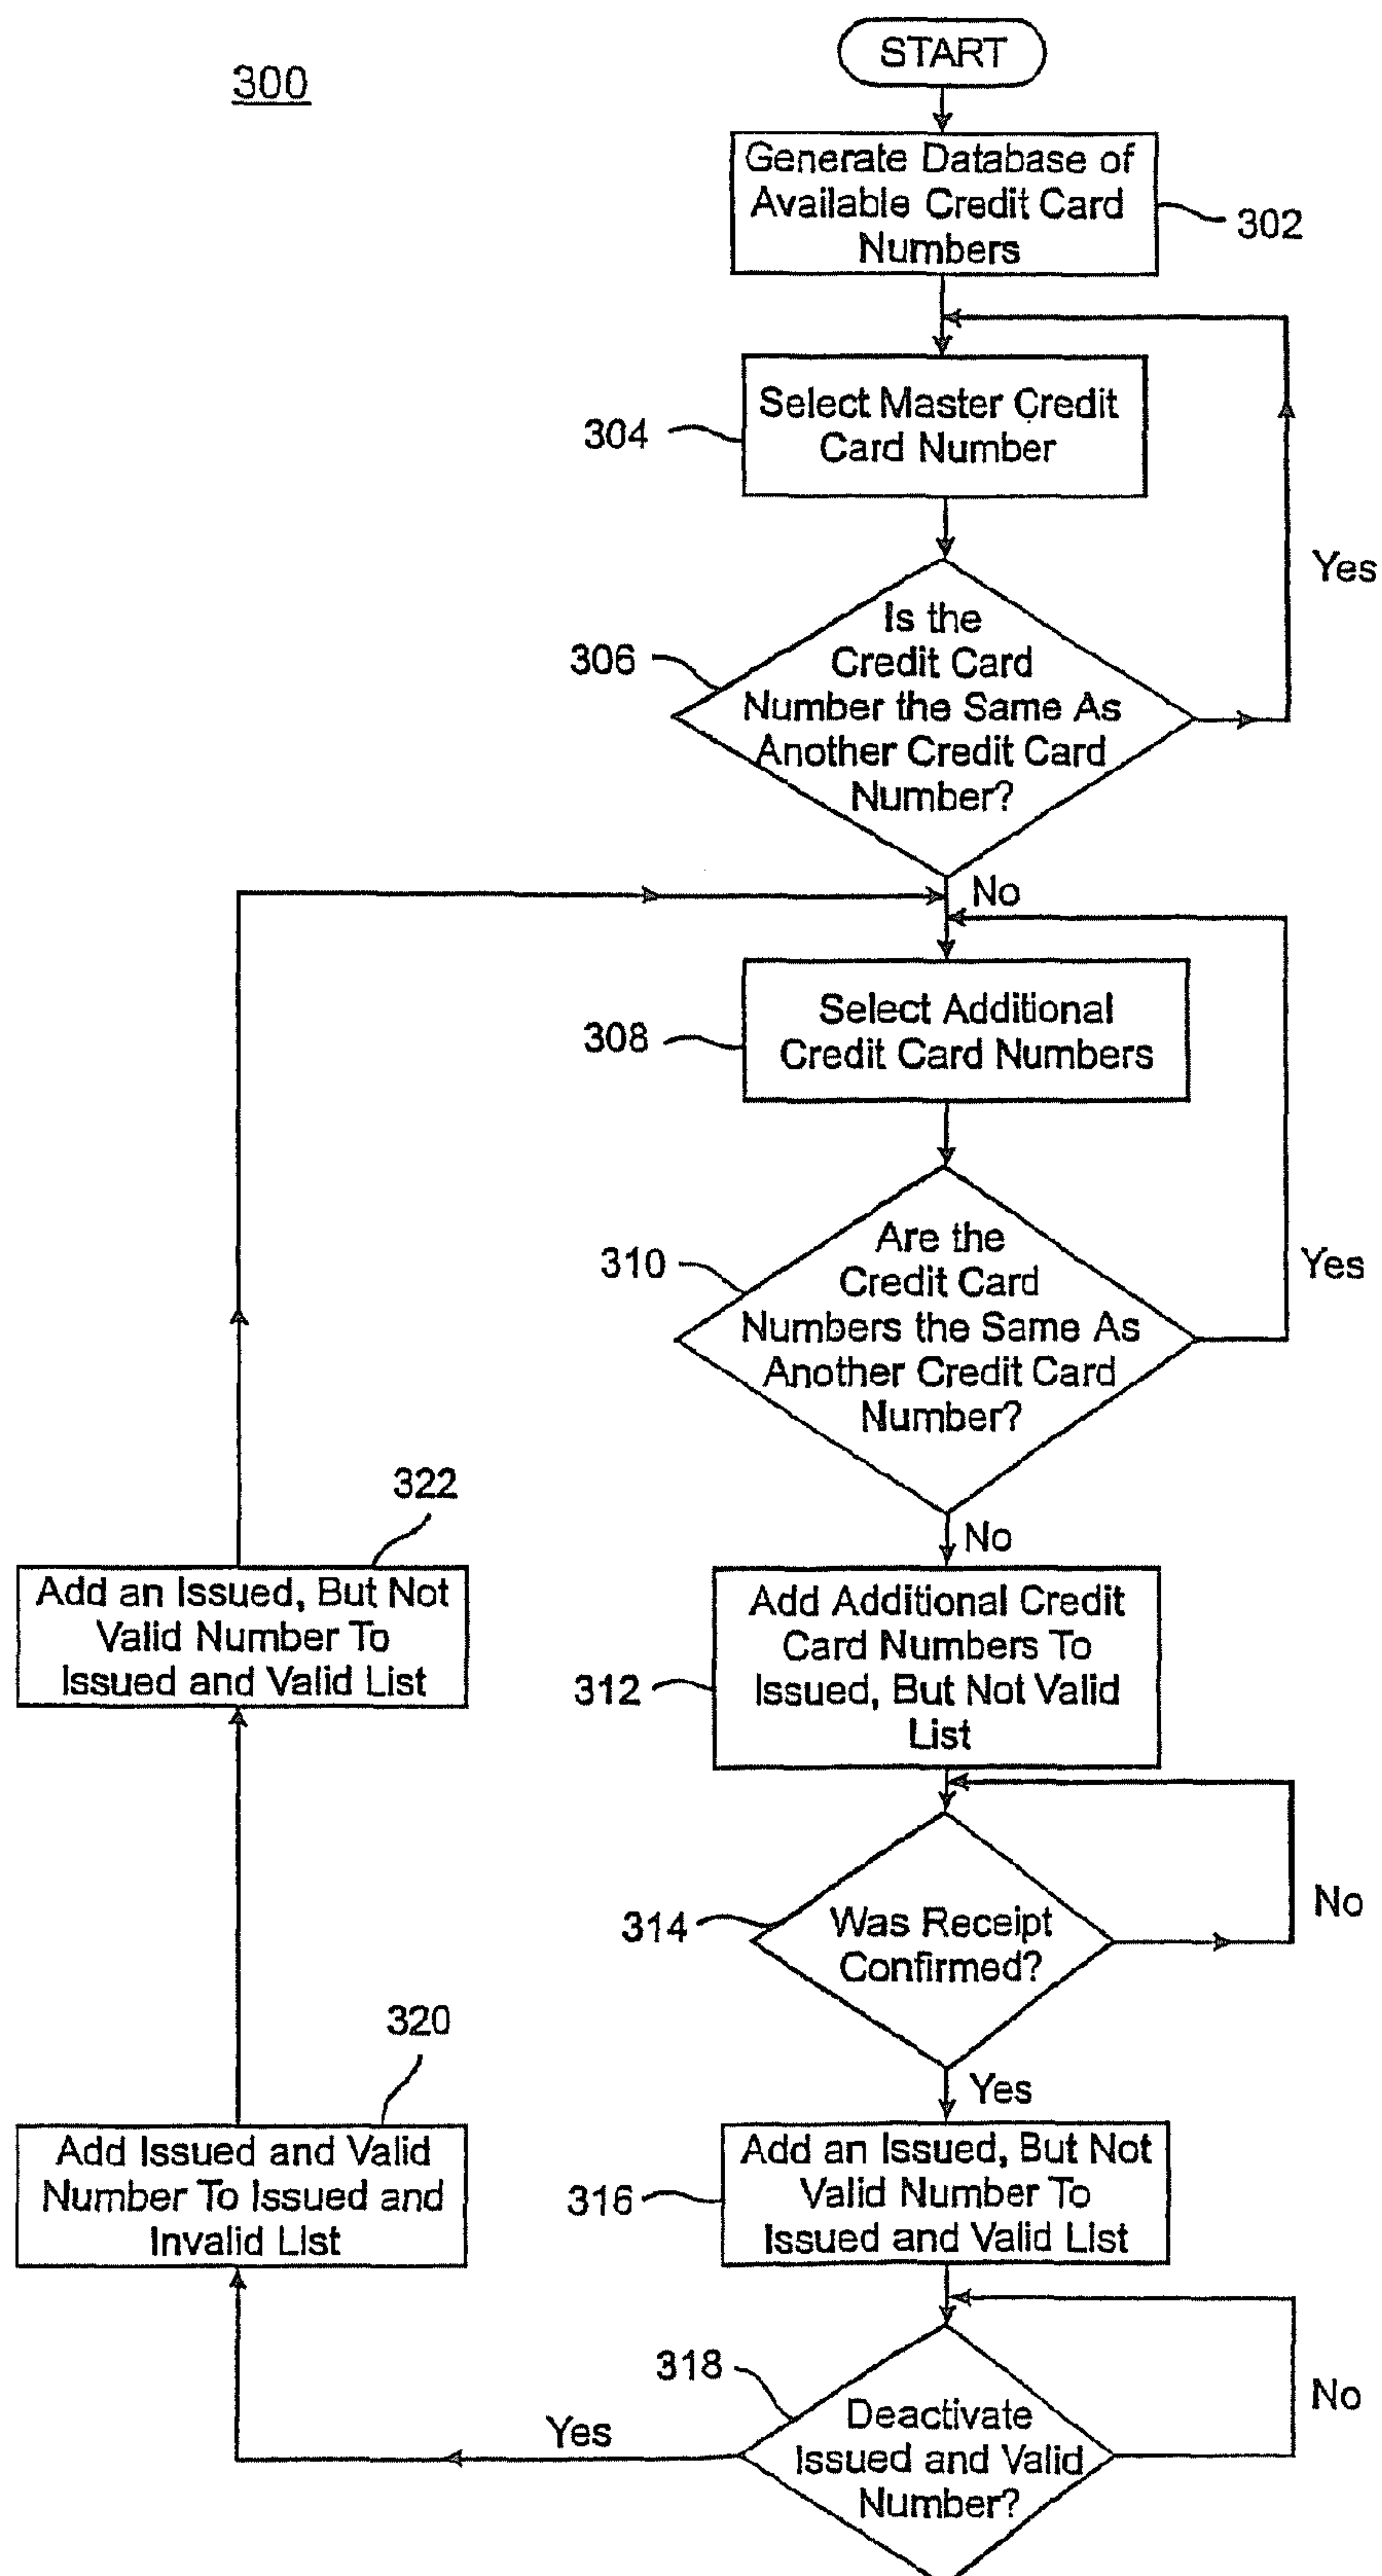 300
START
Generate Database of
Available Credit Card
Numbers
302
Select Master Credit
Card Number
304
Yes
Is the
Credit Card
Number the Same As
Another Credit Card
Number?
306
No
Select Additional
Credit Card Numbers
308
Are the
Credit Card
Numbers the Same As
Another Credit Card
Number?
310
Yes
No
322
Add an Issued, But Not
Valid Number To
Issued and Valid List
Add Additional Credit
Card Numbers To
Issued, But Not Valid
List
312
Was Receipt
Confirmed?
314
No
Yes
320
Add Issued and Valid
Number To Issued and
Invalid List
Add an Issued, But Not
Valid Number To
Issued and Valid List
316
318
Deactivate
Issued and Valid
Number?
No
Yes